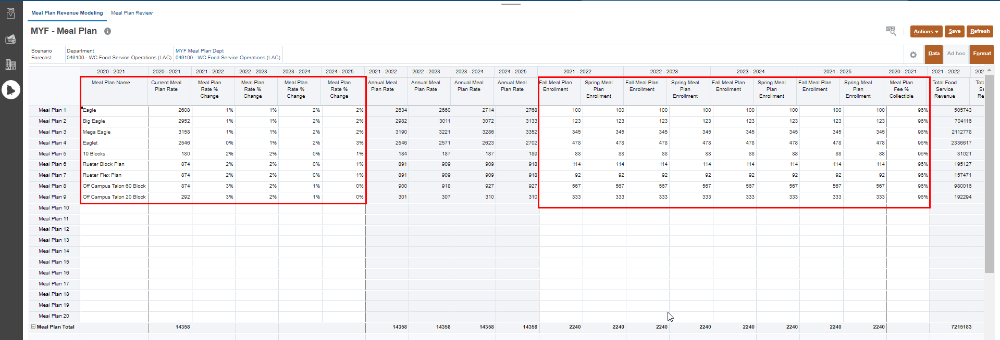 Meal Plan Revenue Modeling Meal Plan Review
MYF - Meal Plan
Actions Save Refresh
Scenario Department MYF Meal Plan Dept
Forecast 049100 - WC Food Service Operations (LAC) 049100 - WC Food Service Operations (LAC)
Data Ad hoc Format
2020 - 2021 2020 - 2021 2021 - 2022 2022 - 2023 2023 - 2024 2024 - 2025 2021 - 2022 2022 - 2023 2023 - 2024 2024 - 2025 2021 - 2022 2022 - 2023 2023 - 2024 2024 - 2025 2020 - 2021 2021 - 2022 202
Meal Plan Name Current Meal Meal Plan Meal Plan Meal Plan Meal Plan Annual Meal Annual Meal Annual Meal Annual Meal Fall Meal Plan Spring Meal Fall Meal Plan Spring Meal Fall Meal Plan Spring Meal Fall Meal Plan Spring Meal Meal Plan Total Food Tota
Plan Rate Rate % Rate % Rate % Rate % Plan Rate Plan Rate Plan Rate Plan Rate Enrollment Plan Enrollment Plan Enrollment Plan Enrollment Plan Fee % Service Se
Change Change Change Change Enrollment Enrollment Enrollment Enrollment Collectible Revenue Re
Meal Plan 1 Eagle 2608 1% 1% 2% 2% 2634 2660 2714 2768 100 100 100 100 100 100 100 100 96% 505743
Meal Plan 2 Big Eagle 2952 1% 1% 2% 2% 2982 3011 3072 3133 123 123 123 123 123 123 123 123 96% 704116
Meal Plan 3 Mega Eagle 3158 1% 1% 2% 2% 3190 3221 3286 3352 345 345 345 345 345 345 345 345 96% 2112778
Meal Plan 4 Eaglet 2546 0% 1% 2% 3% 2546 2571 2623 2702 478 478 478 478 478 478 478 478 96% 2336617
Meal Plan 5 10 Blocks 180 2% 2% 0% 1% 184 187 187 189 88 88 88 88 88 88 88 88 96% 31021
Meal Plan 6 Rueter Block Plan 874 2% 2% 0% 1% 891 909 909 918 114 114 114 114 114 114 114 114 96% 195127
Meal Plan 7 Rueter Flex Plan 874 2% 2% 0% 1% 891 909 909 918 92 92 92 92 92 92 92 92 96% 157471
Meal Plan 8 Off Campus Talon 60 Block 874 3% 2% 1% 0% 900 918 927 927 567 567 567 567 567 567 567 567 96% 980016
Meal Plan 9 Off Campus Talon 20 Block 292 3% 2% 1% 0% 301 307 310 310 333 333 333 333 333 333 333 333 96% 192294
Meal Plan 10
Meal Plan 11
Meal Plan 12
Meal Plan 13
Meal Plan 14
Meal Plan 15
Meal Plan 16
Meal Plan 17
Meal Plan 18
Meal Plan 19
Meal Plan 20
Meal Plan Total 14358 14358 14358 14358 14358 2240 2240 2240 2240 2240 2240 2240 2240 7215183